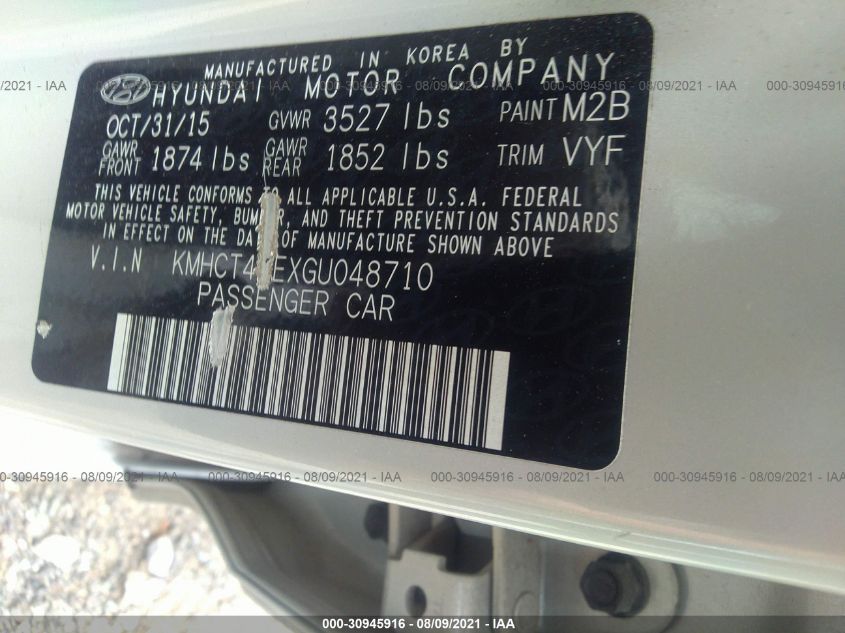 MANUFACTURED IN KOREA BY
HYUNDAI MOTOR COMPANY
OCT/31/15 GVWR 3527 lbs PAINT M2B
GAWR FRONT 1874 lbs GAWR REAR 1852 lbs TRIM VYF
THIS VEHICLE CONFORMS TO ALL APPLICABLE U.S.A. FEDERAL
MOTOR VEHICLE SAFETY, BUMPER, AND THEFT PREVENTION STANDARDS
IN EFFECT ON THE DATE OF MANUFACTURE SHOWN ABOVE
V.I.N
PASSENGER CAR
000-30945916 - 08/09/2021 - IAA